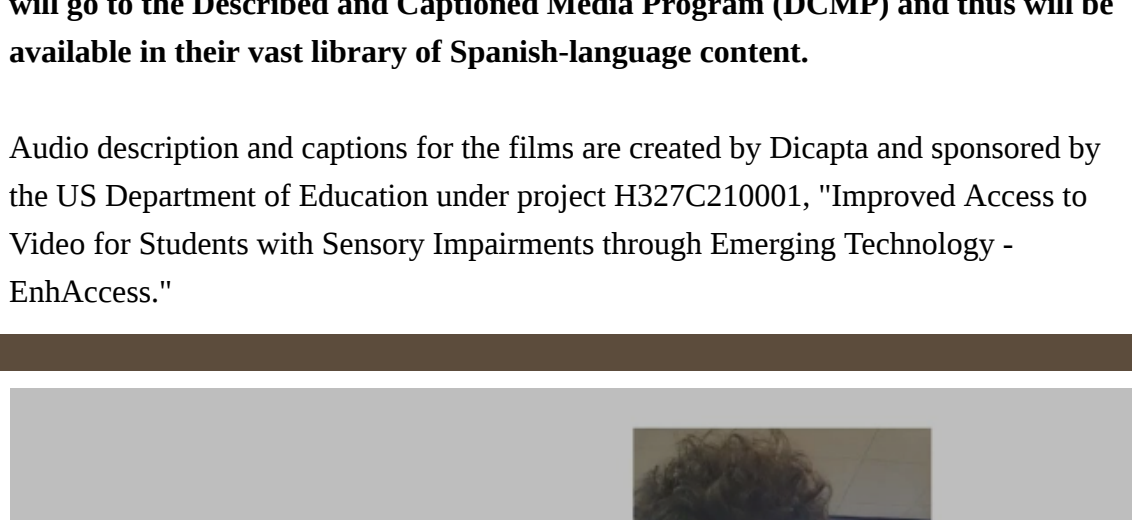 will go to the Described and Captioned Media Program (DCMP) and thus will be
available in their vast library of Spanish-language content.
Audio description and captions for the films are created by Dicapta and sponsored by
the US Department of Education under project H327C210001, "Improved Access to
Video for Students with Sensory Impairments through Emerging Technology -
EnhAccess."